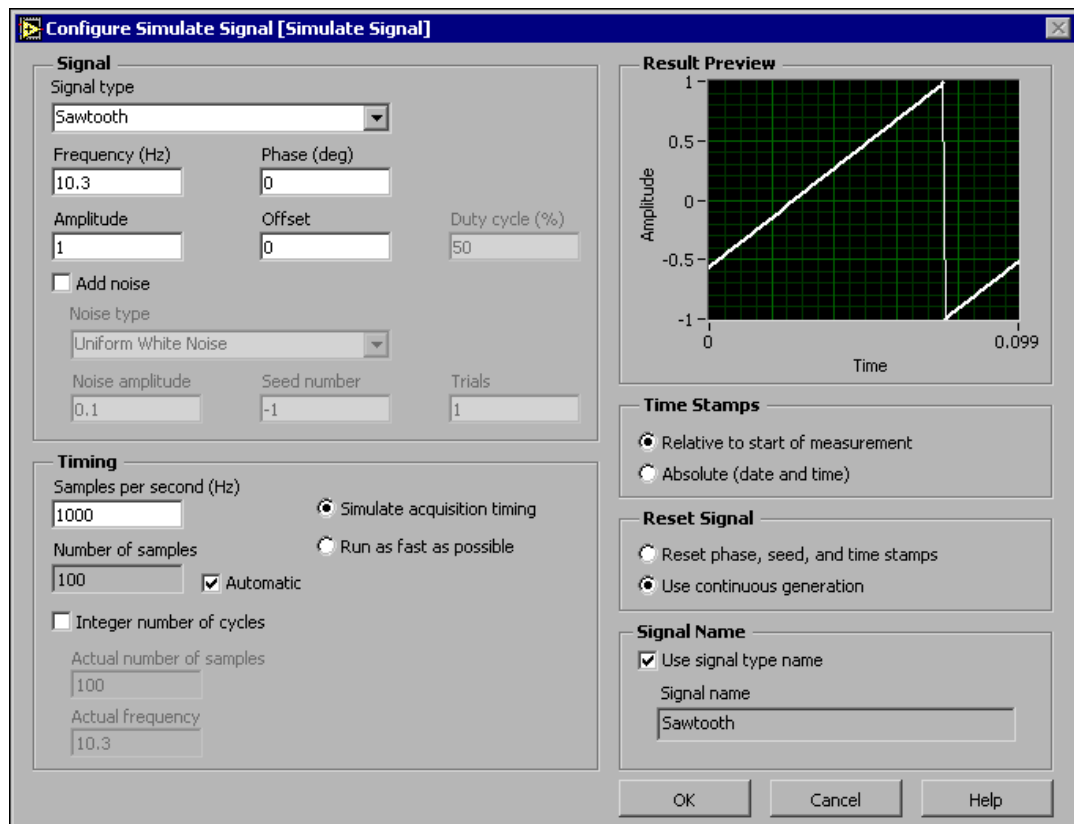 Configure Simulate Signal [Simulate Signal]
Signal
Signal type
Sawtooth
Frequency (Hz) Phase (deg)
10.3 0
Amplitude Offset Duty cycle (%)
1 0 50
Add noise
Noise type
Uniform White Noise
Noise amplitude Seed number Trials
0.1 -1 1
Timing
Samples per second (Hz)
1000
Simulate acquisition timing
Run as fast as possible
Number of samples
100 Automatic
Integer number of cycles
Actual number of samples
100
Actual frequency
10.3
Result Preview
1
0.5
0
-0.5
-1
Amplitude
0 0.099
Time
Time Stamps
Relative to start of measurement
Absolute (date and time)
Reset Signal
Reset phase, seed, and time stamps
Use continuous generation
Signal Name
Use signal type name
Signal name
Sawtooth
OK Cancel Help